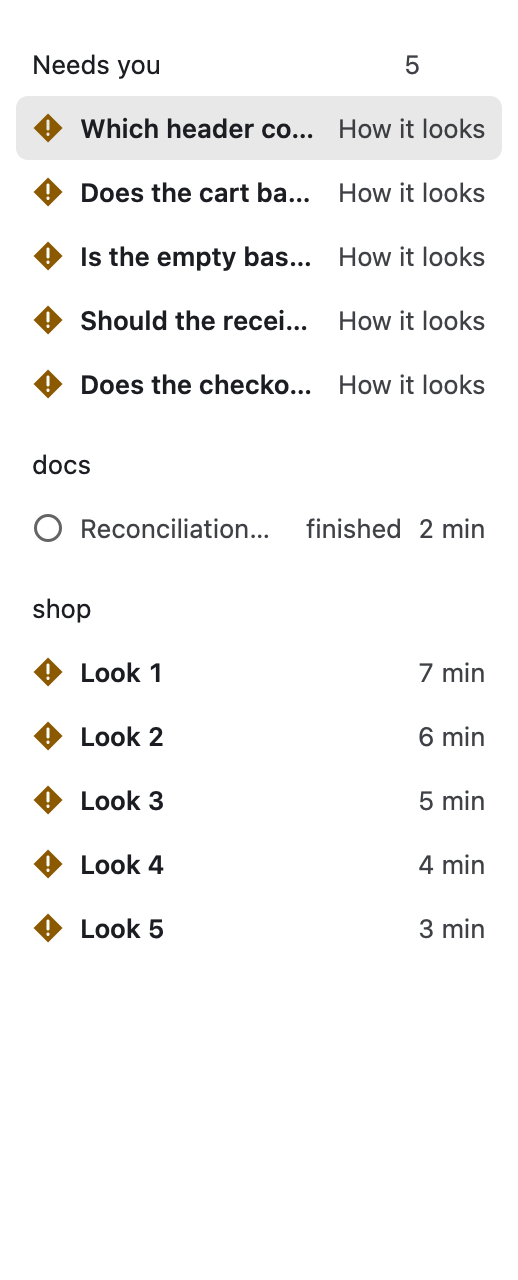 Needs you 5
Which header co... How it looks
Does the cart ba... How it looks
Is the empty bas... How it looks
Should the recei... How it looks
Does the checko... How it looks
docs
Reconciliation... finished 2 min
shop
Look 1 7 min
Look 2 6 min
Look 3 5 min
Look 4 4 min
Look 5 3 min